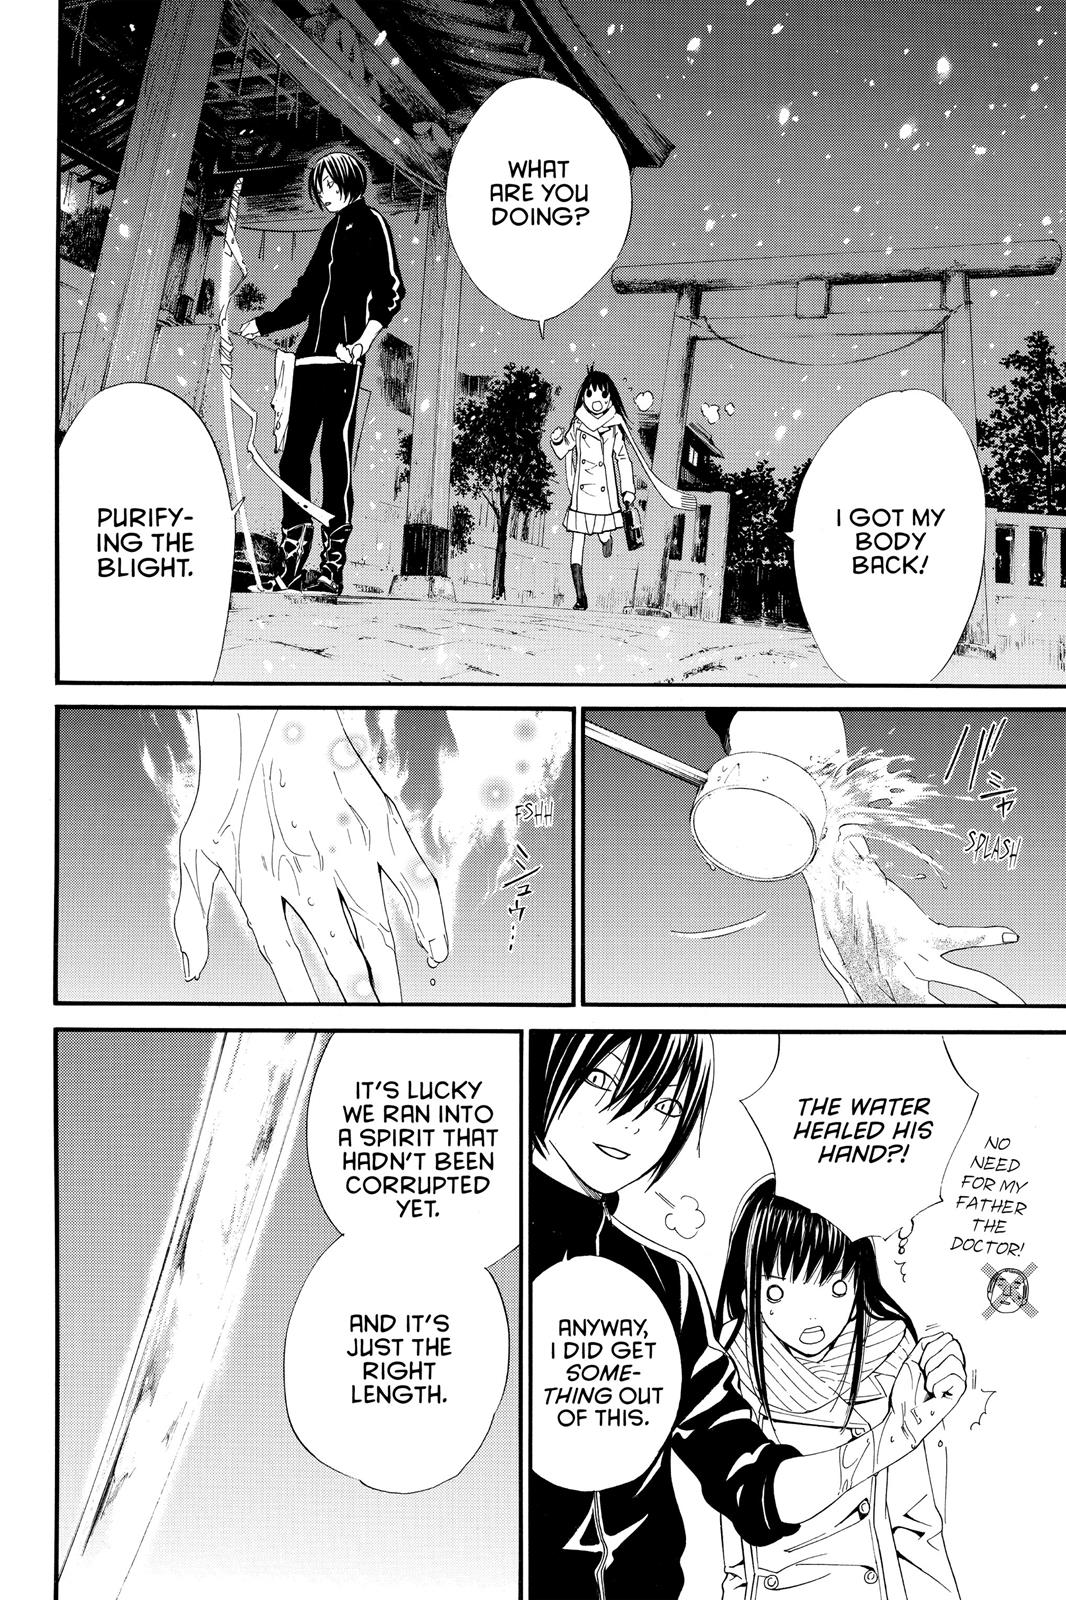 I GOT MY
BODY
BACK!
WHAT
ARE YOU
DOING?
PURIFY-
ING THE
BLIGHT.
バシャ
SPLASH
FSHH
シュウ…
THE WATER
HEALED HIS
HAND?!
NO
NEED
FOR MY
FATHER
THE
DOCTOR!
ANYWAY,
I DID GET
SOME-
THING OUT
OF THIS.
IT'S LUCKY
WE RAN INTO
A SPIRIT THAT
HADN'T BEEN
CORRUPTED
YET.
AND IT'S
JUST THE
RIGHT
LENGTH.